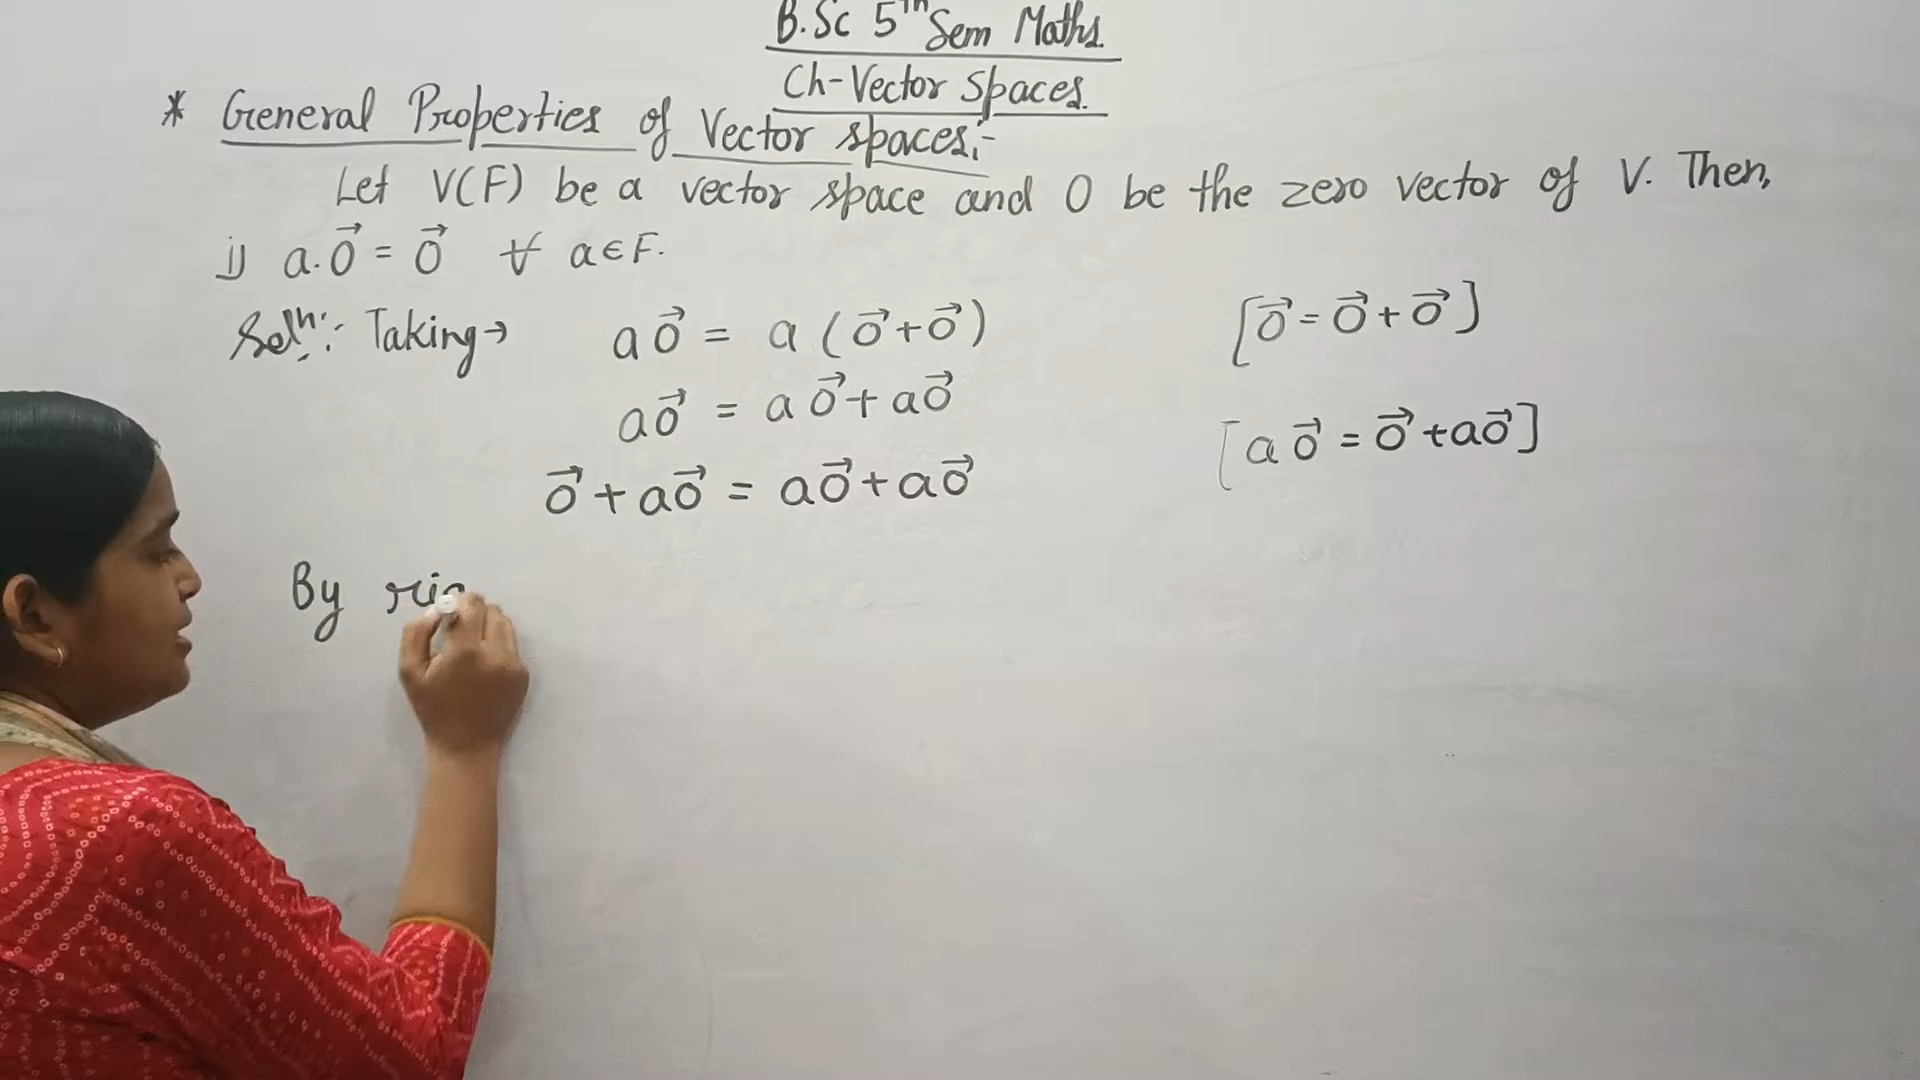 B.Sc 5th Sem Maths.
Ch-Vector Spaces.
* General Properties of Vector spaces:-
Let V(F) be a vector space and 0 be the zero vector of V. Then,
i) a.0⃗ = 0⃗ ∀ a∈F.
Solⁿ:- Taking→ a0⃗ = a(0⃗+0⃗) [0⃗ = 0⃗+0⃗]
a0⃗ = a0⃗+a0⃗ [a0⃗ = 0⃗+a0⃗]
0⃗+a0⃗ = a0⃗+a0⃗
By rig